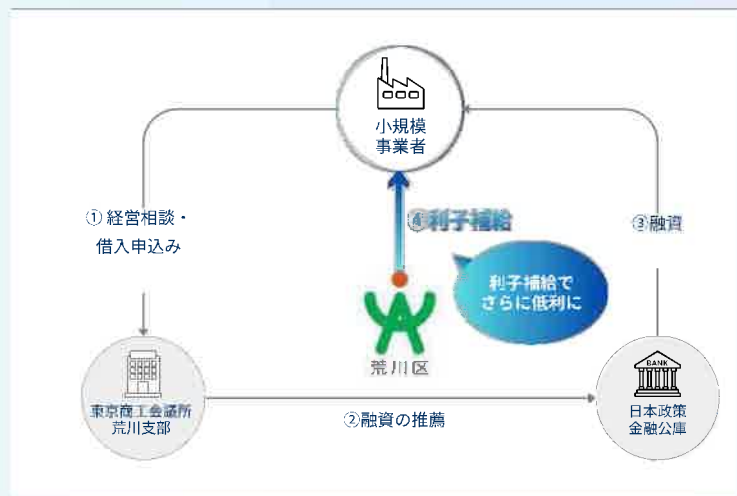 小規模
事業者
① 経営相談・
借入申込み
④利子補給
③融資
利子補給で
さらに低利に
荒川区
BANK
東京商工会議所
荒川支部
②融資の推薦
日本政策
金融公庫